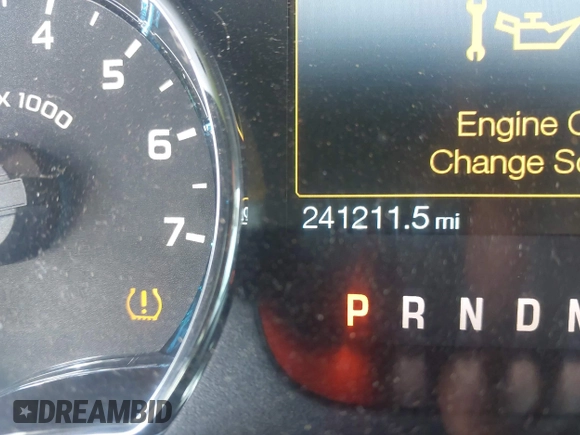 4
5
x 1000
6
7
Engine
Change
241211.5 mi
P R N D
DREAMBID